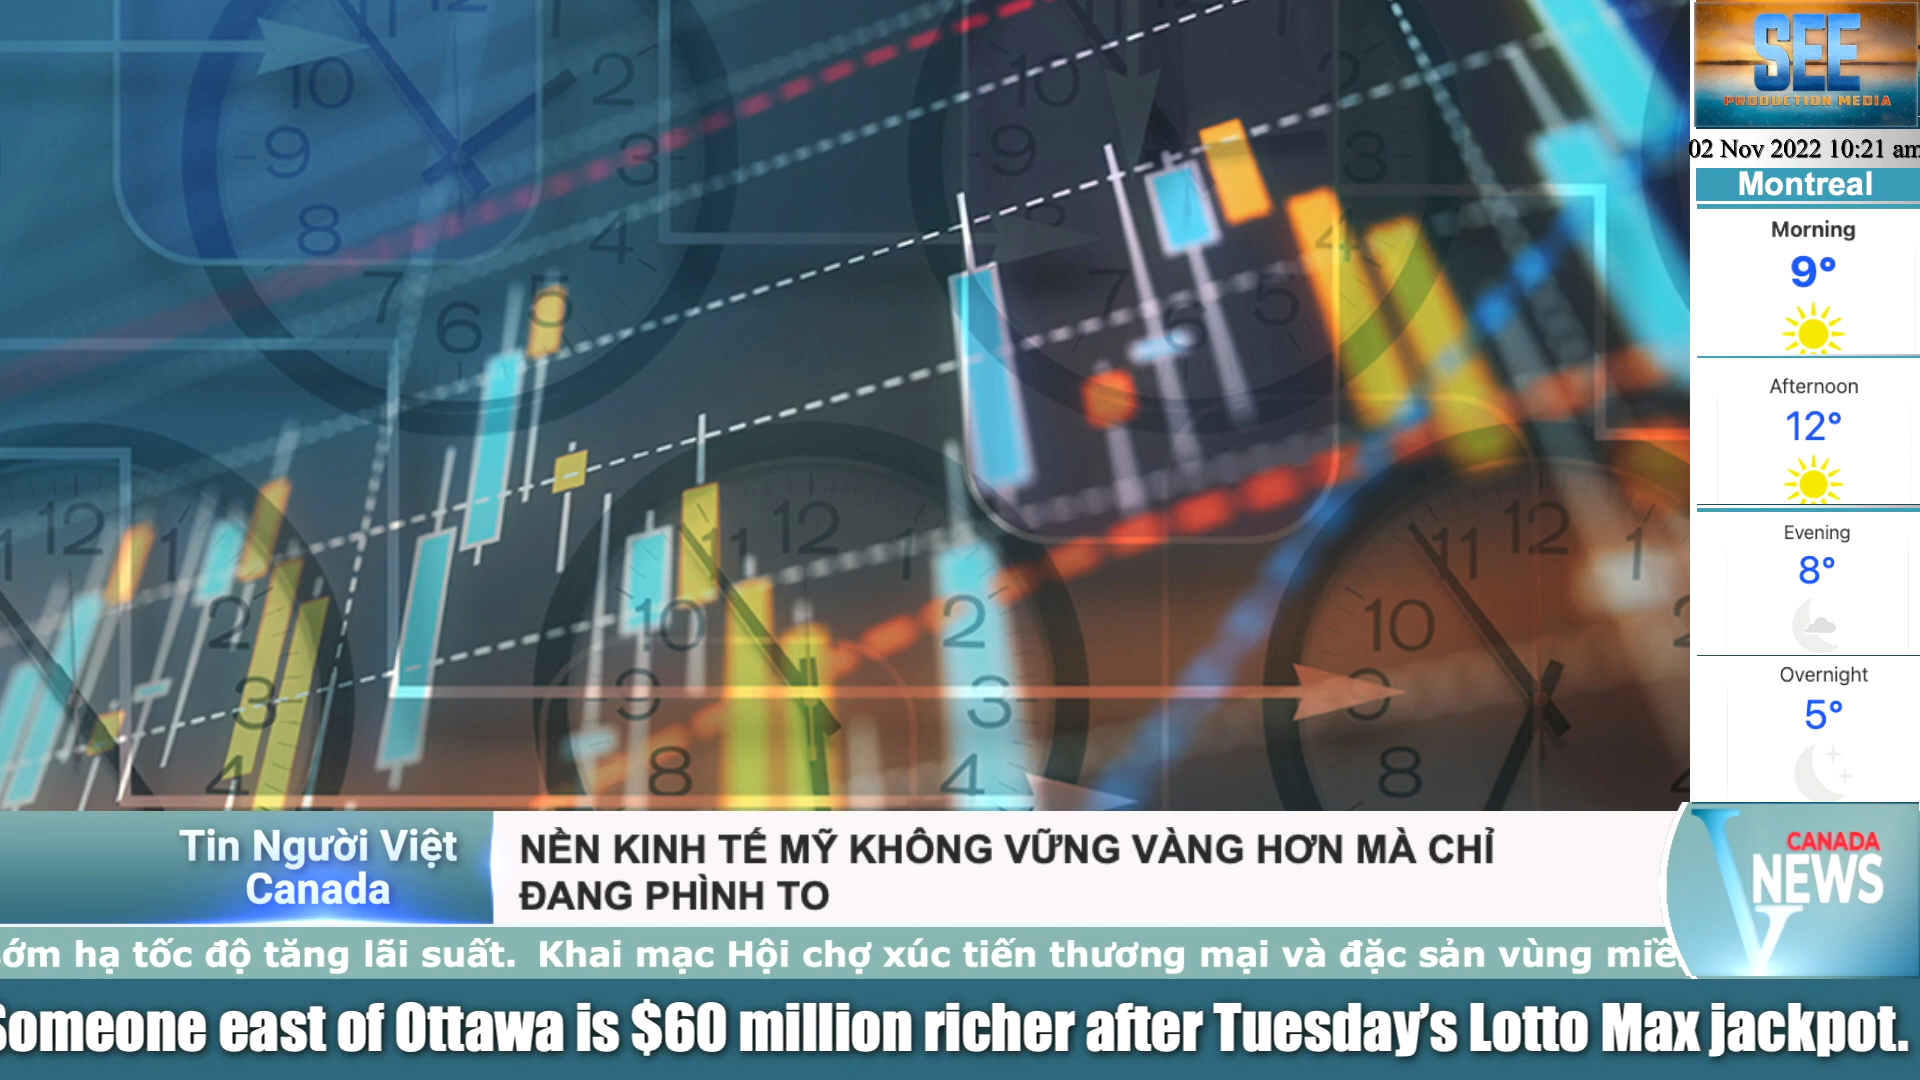 SEE
PRODUCTION MEDIA
02 Nov 2022 10:21 am
Montreal
Morning
9°
Afternoon
12°
Evening
8°
Overnight
5°
Tin Người Việt
Canada
NỀN KINH TẾ MỸ KHÔNG VỮNG VÀNG HƠN MÀ CHỈ
ĐANG PHÌNH TO
CANADA
V NEWS
hạ tốc độ tăng lãi suất. Khai mạc Hội chợ xúc tiến thương mại và đặc sản vùng
Someone east of Ottawa is $60 million richer after Tuesday's Lotto Max jackpot.